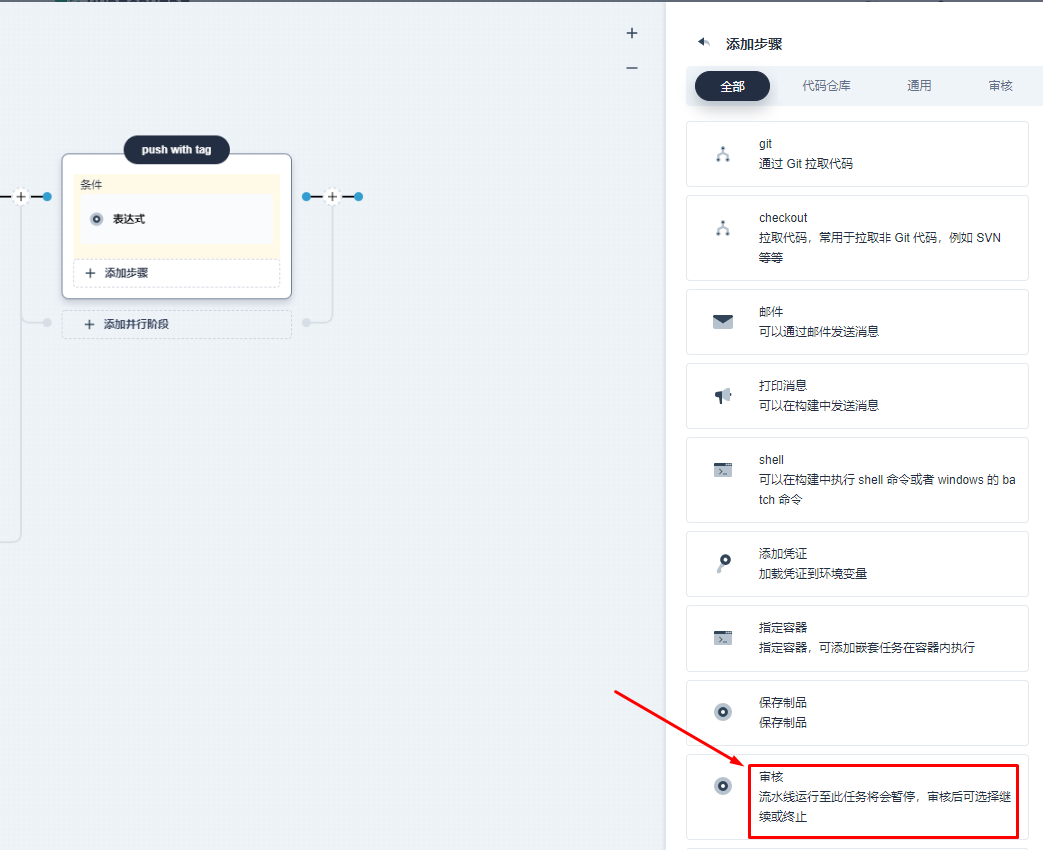 添加步骤
全部
代码仓库
通用
审核
push with tag
条件
表达式
添加步骤
添加并行阶段
git
通过 Git 拉取代码
checkout
拉取代码，常用于拉取非 Git 代码，例如 SVN
等等
邮件
可以通过邮件发送消息
打印消息
可以在构建中发送消息
shell
可以在构建中执行 shell 命令或者 windows 的 ba
tch 命令
添加凭证
加载凭证到环境变量
指定容器
指定容器，可添加嵌套任务在容器内执行
保存制品
保存制品
审核
流水线运行至此任务将会暂停，审核后可选择继
续或终止